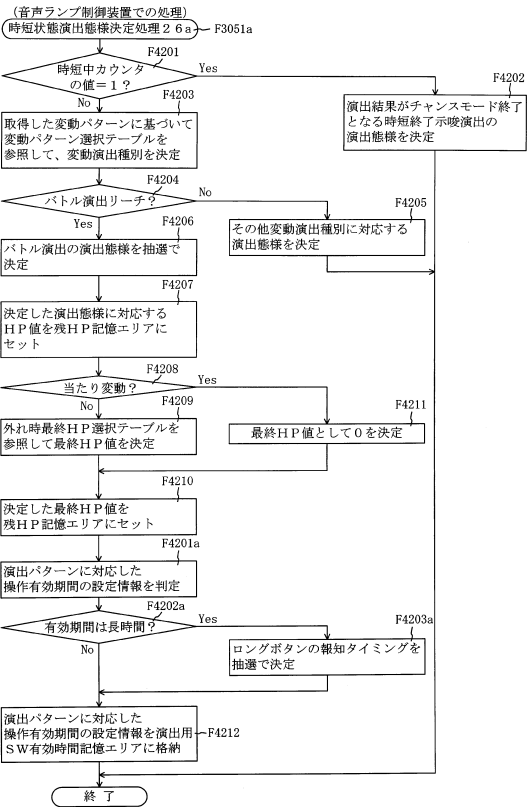 (音声ランプ制御装置での処理)
時短状態演出態様決定処理26a
F3051a
F4201
時短中カウンタ
の値=1?
Yes
No
F4202
演出結果がチャンスモード終了
となる時短終了示唆演出の
演出態様を決定
F4203
取得した変動パターンに基づいて
変動パターン選択テーブルを
参照して、変動演出種別を決定
F4204
バトル演出リーチ?
No
Yes
F4205
その他変動演出種別に対応する
演出態様を決定
F4206
バトル演出の演出態様を抽選で
決定
F4207
決定した演出態様に対応する
HP値を残HP記憶エリアに
セット
F4208
当たり変動?
Yes
No
F4209
外れ時最終HP選択テーブルを
参照して最終HP値を決定
F4211
最終HP値として0を決定
F4210
決定した最終HP値を
残HP記憶エリアにセット
F4201a
演出パターンに対応した
操作有効期間の設定情報を判定
F4202a
有効期間は長時間?
Yes
No
F4203a
ロングボタンの報知タイミングを
抽選で決定
演出パターンに対応した
操作有効期間の設定情報を演出用
SW有効時間記憶エリアに格納
F4212
終了